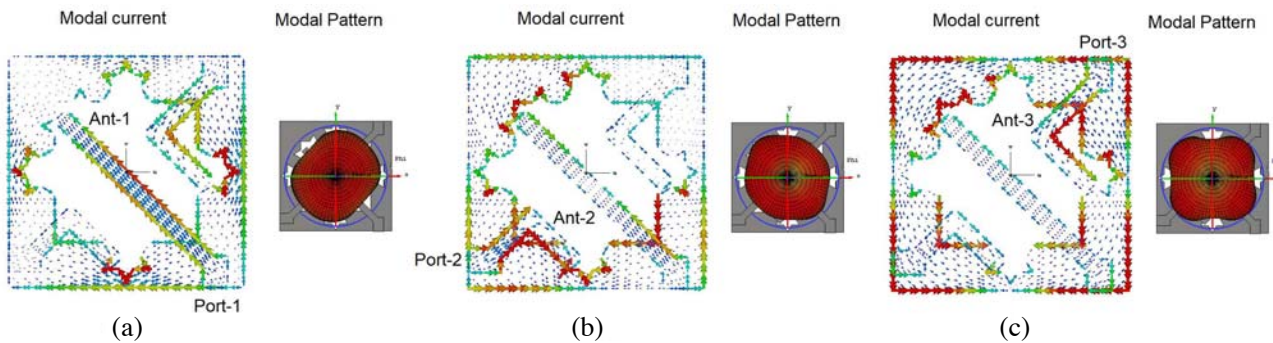 Modal current Modal Pattern Modal current Modal Pattern Modal current Modal Pattern
Port-3
Ant-1 Ant-3
Ant-2
Port-2
Port-1
(a) (b) (c)